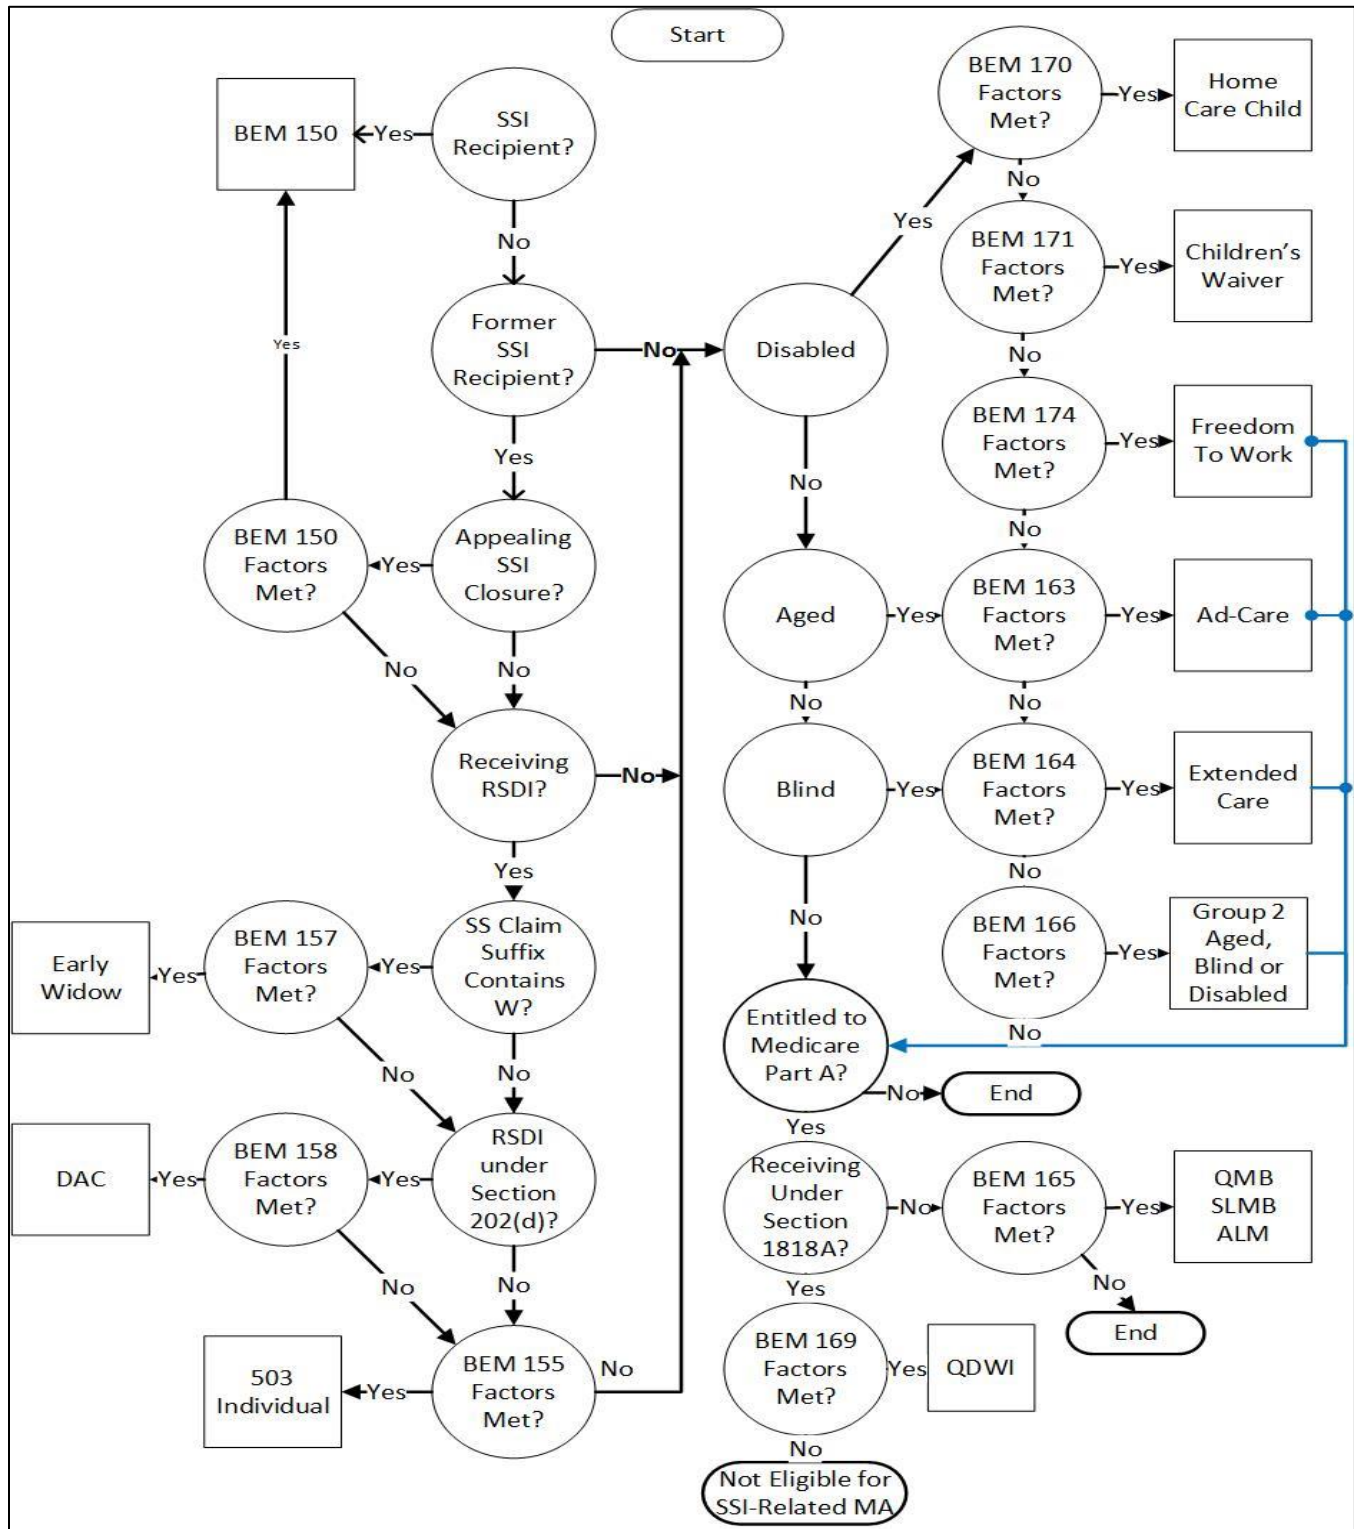 Start
BEM 150
Yes
SSI
Recipient?
No
Yes
Former
SSI
Recipient?
No
Yes
BEM 150
Factors
Met?
Yes
Appealing
SSI
Closure?
No
No
Receiving
RSDI?
No
Yes
Early
Widow
Yes
BEM 157
Factors
Met?
Yes
SS Claim
Suffix
Contains
W?
No
No
DAC
Yes
BEM 158
Factors
Met?
Yes
RSDI
under
Section
202(d)?
No
No
503
Individual
Yes
BEM 155
Factors
Met?
No
Disabled
Yes
No
BEM 170
Factors
Met?
Yes
Home
Care Child
No
BEM 171
Factors
Met?
Yes
Children’s
Waiver
No
BEM 174
Factors
Met?
Yes
Freedom
To Work
No
Aged
Yes
BEM 163
Factors
Met?
Yes
Ad-Care
No
No
Blind
Yes
BEM 164
Factors
Met?
Yes
Extended
Care
No
No
BEM 166
Factors
Met?
Yes
Group 2
Aged,
Blind or
Disabled
No
Entitled to
Medicare
Part A?
No
End
Yes
Receiving
Under
Section
1818A?
No
BEM 165
Factors
Met?
Yes
QMB
SLMB
ALM
No
End
Yes
BEM 169
Factors
Met?
Yes
QDWI
No
Not Eligible for
SSI-Related MA